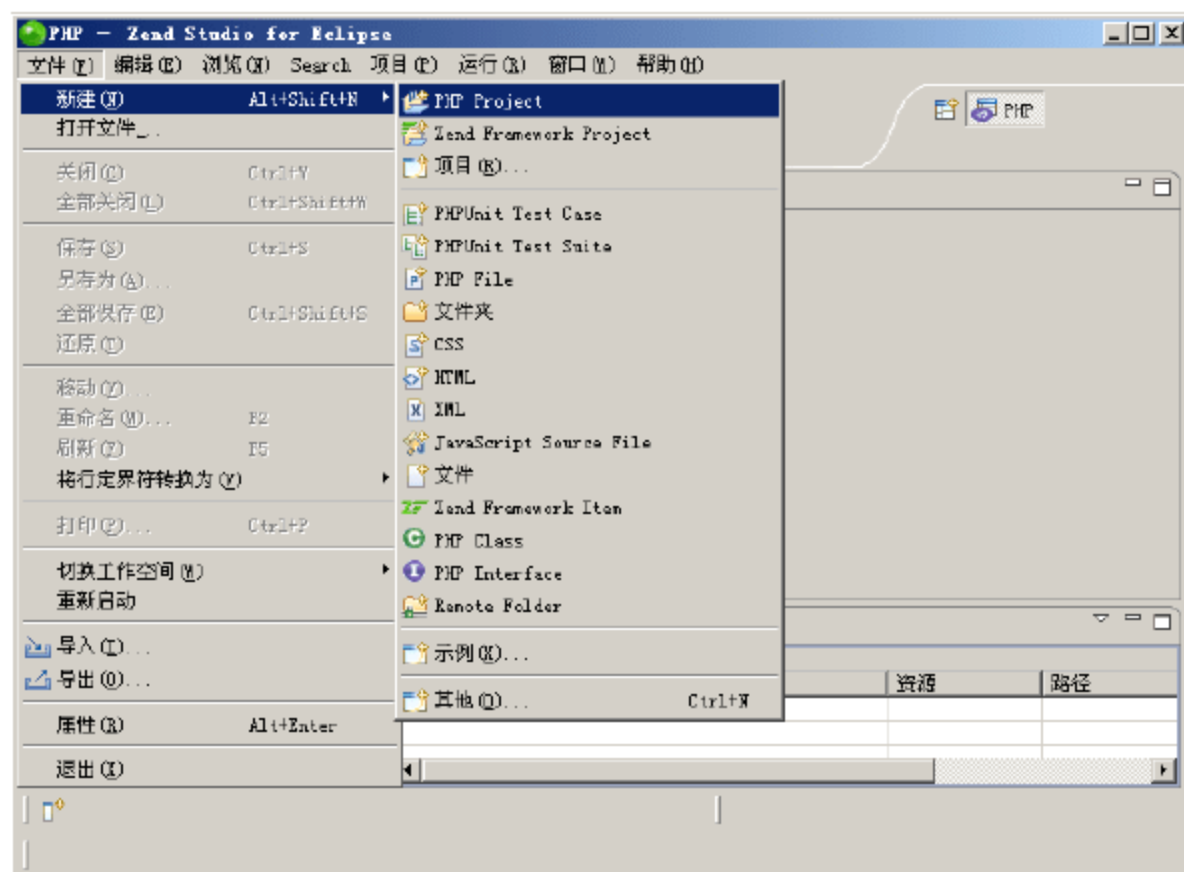 PHP - Zend Studio for Eclipse
文件(F) 编辑(E) 浏览(N) Search 项目(P) 运行(R) 窗口(W) 帮助(H)
新建(N) Alt+Shift+N
打开文件...
关闭(C) Ctrl+W
全部关闭(L) Ctrl+Shift+W
保存(S) Ctrl+S
另存为(A)...
全部保存(E) Ctrl+Shift+S
还原(T)
移动(V)...
重命名(M)... F2
刷新(F) F5
将行定界符转换为(V)
打印(P)... Ctrl+P
切换工作空间(W)
重新启动
导入(I)...
导出(O)...
属性(R) Alt+Enter
退出(X)
PHP Project
Zend Framework Project
项目(R)...
PHPUnit Test Case
PHPUnit Test Suite
PHP File
文件夹
CSS
HTML
XML
JavaScript Source File
文件
Zend Framework Item
PHP Class
PHP Interface
Remote Folder
示例(X)...
其他(O)... Ctrl+N
PHP
资源 路径